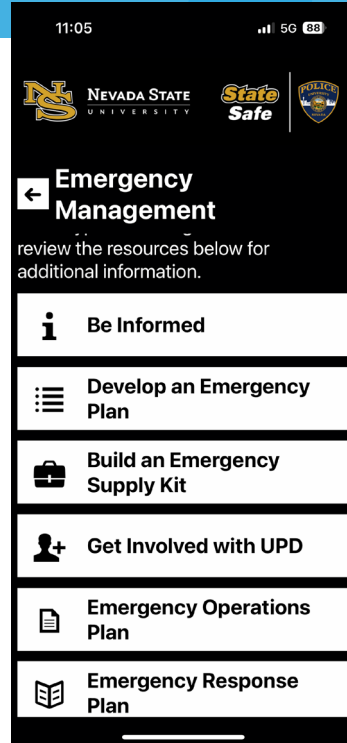 11:05
5G 88
NEVADA STATE
UNIVERSITY
State
Safe
POLICE
Emergency
Management
review the resources below for
additional information.
Be Informed
Develop an Emergency
Plan
Build an Emergency
Supply Kit
Get Involved with UPD
Emergency Operations
Plan
Emergency Response
Plan